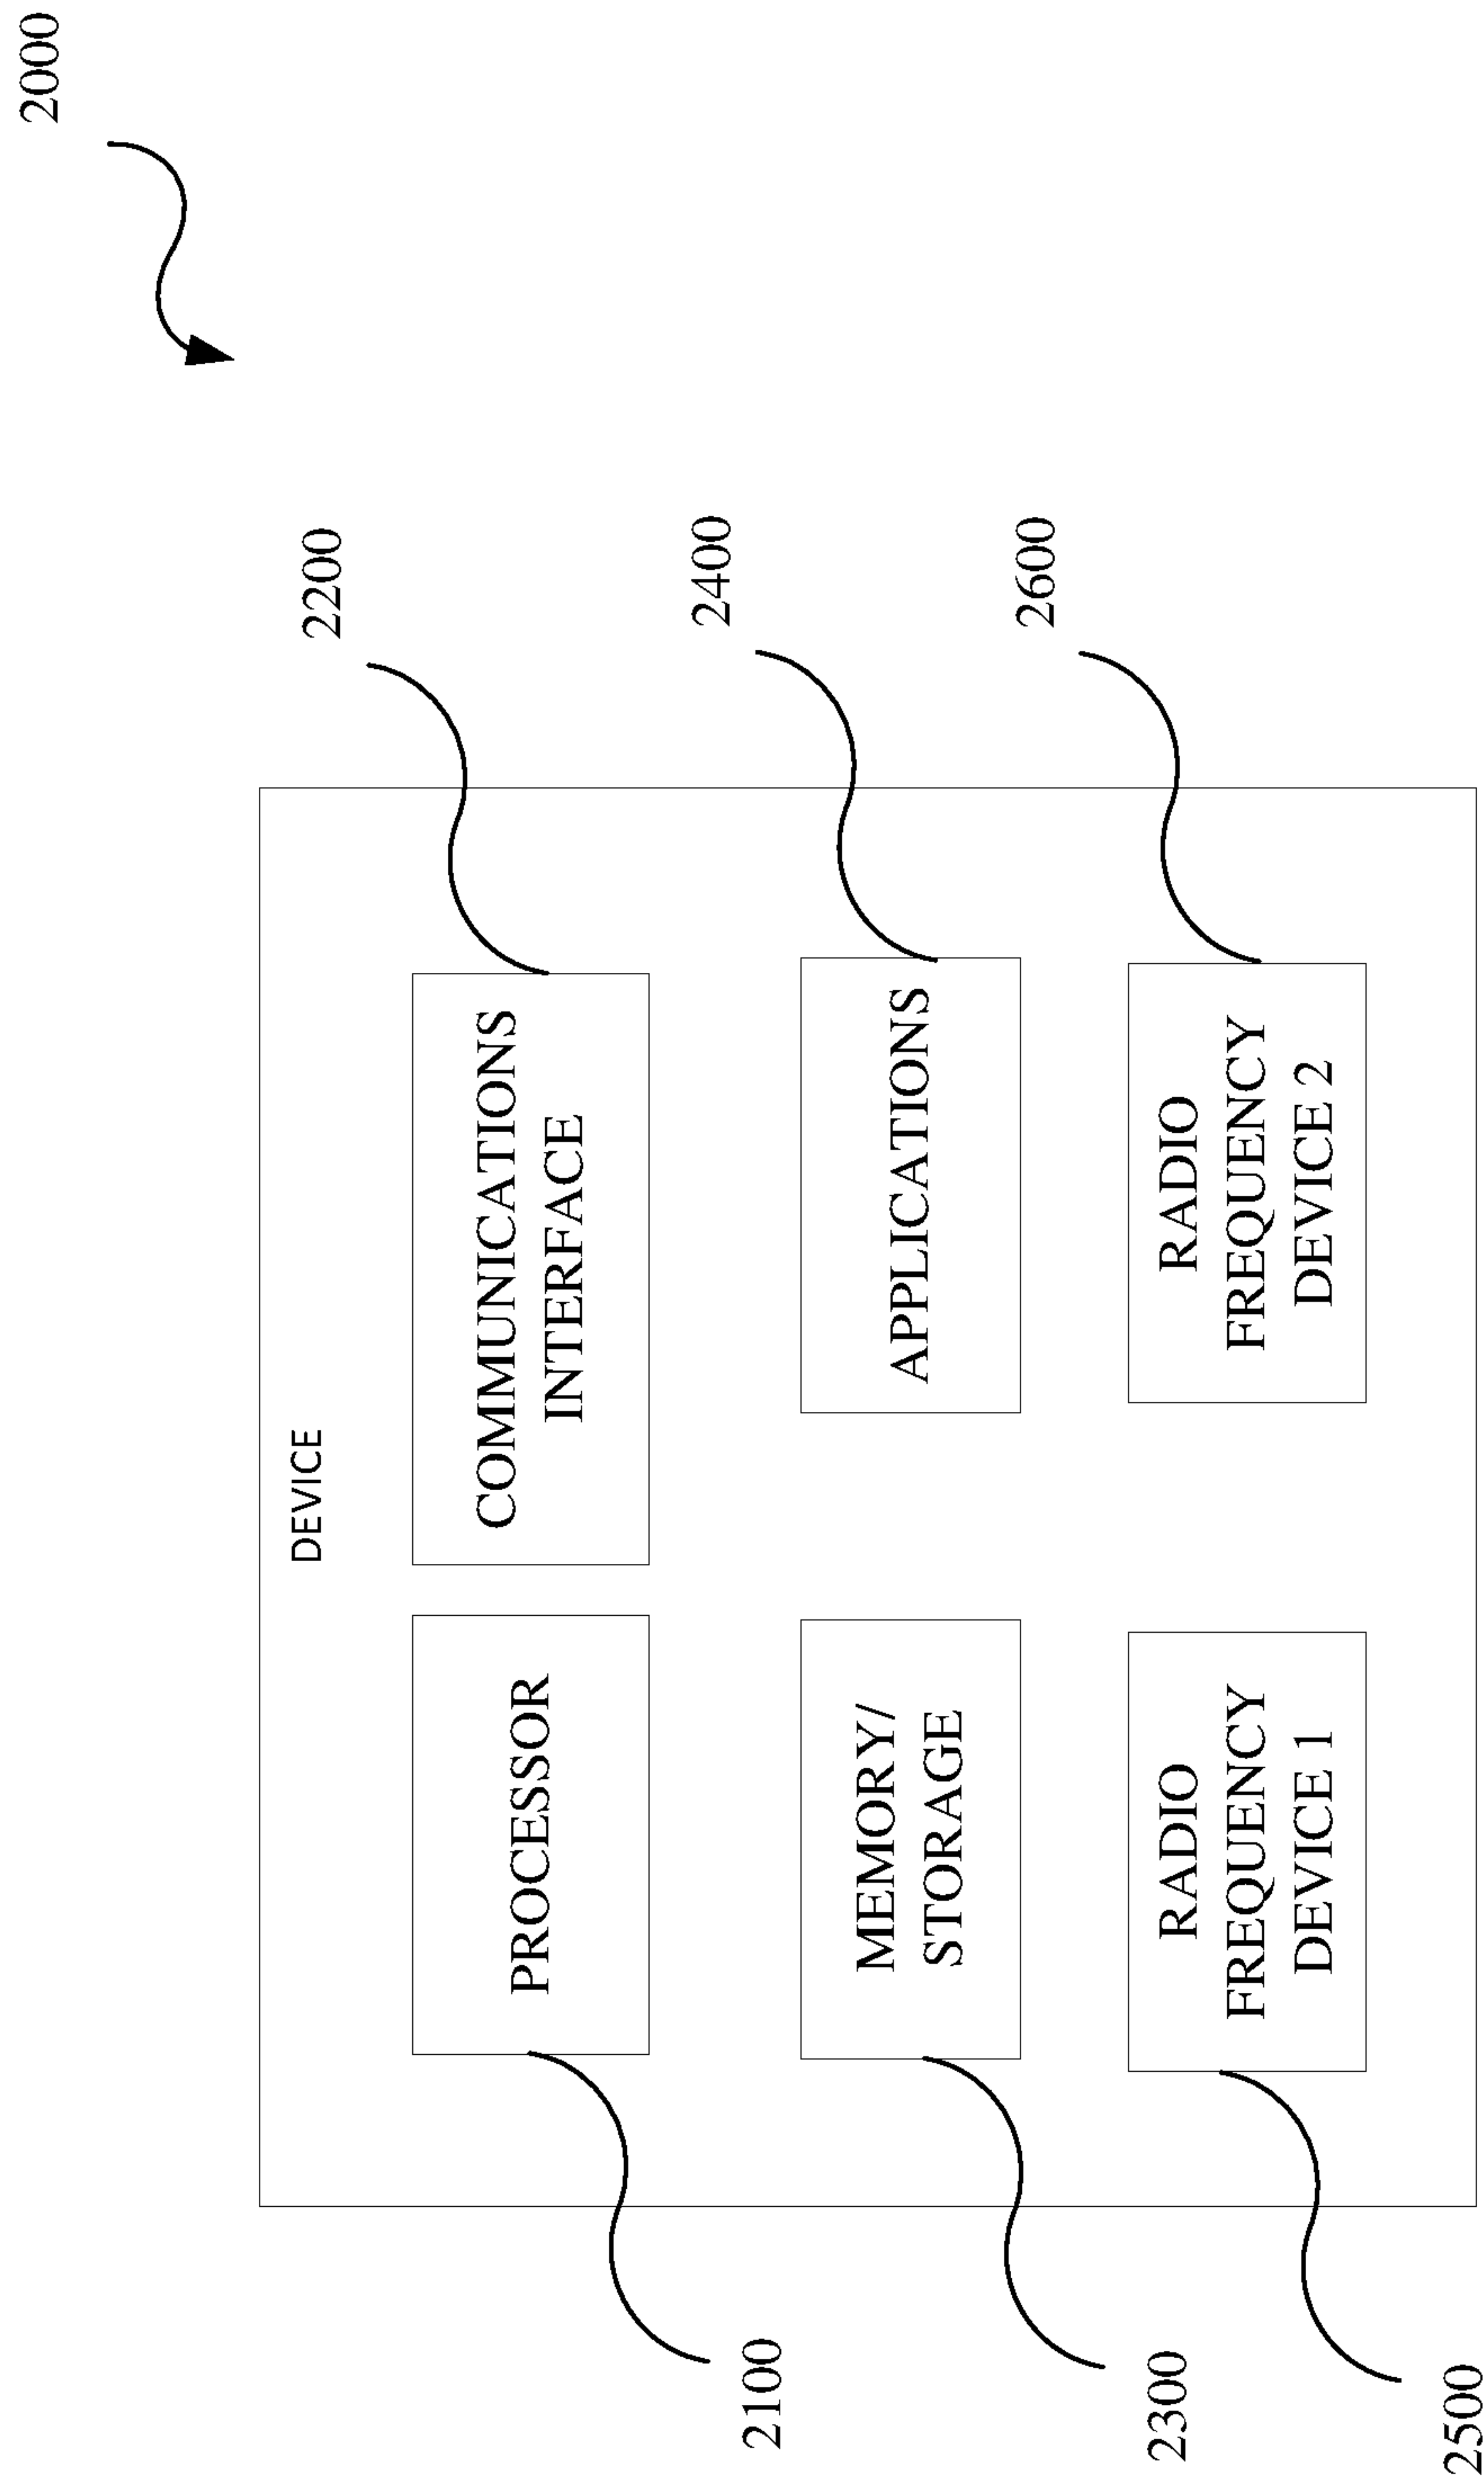 2000
DEVICE
2200
PROCESSOR
COMMUNICATIONS
INTERFACE
2100
2400
MEMORY/
STORAGE
APPLICATIONS
2300
2600
RADIO
FREQUENCY
DEVICE 1
RADIO
FREQUENCY
DEVICE 2
2500